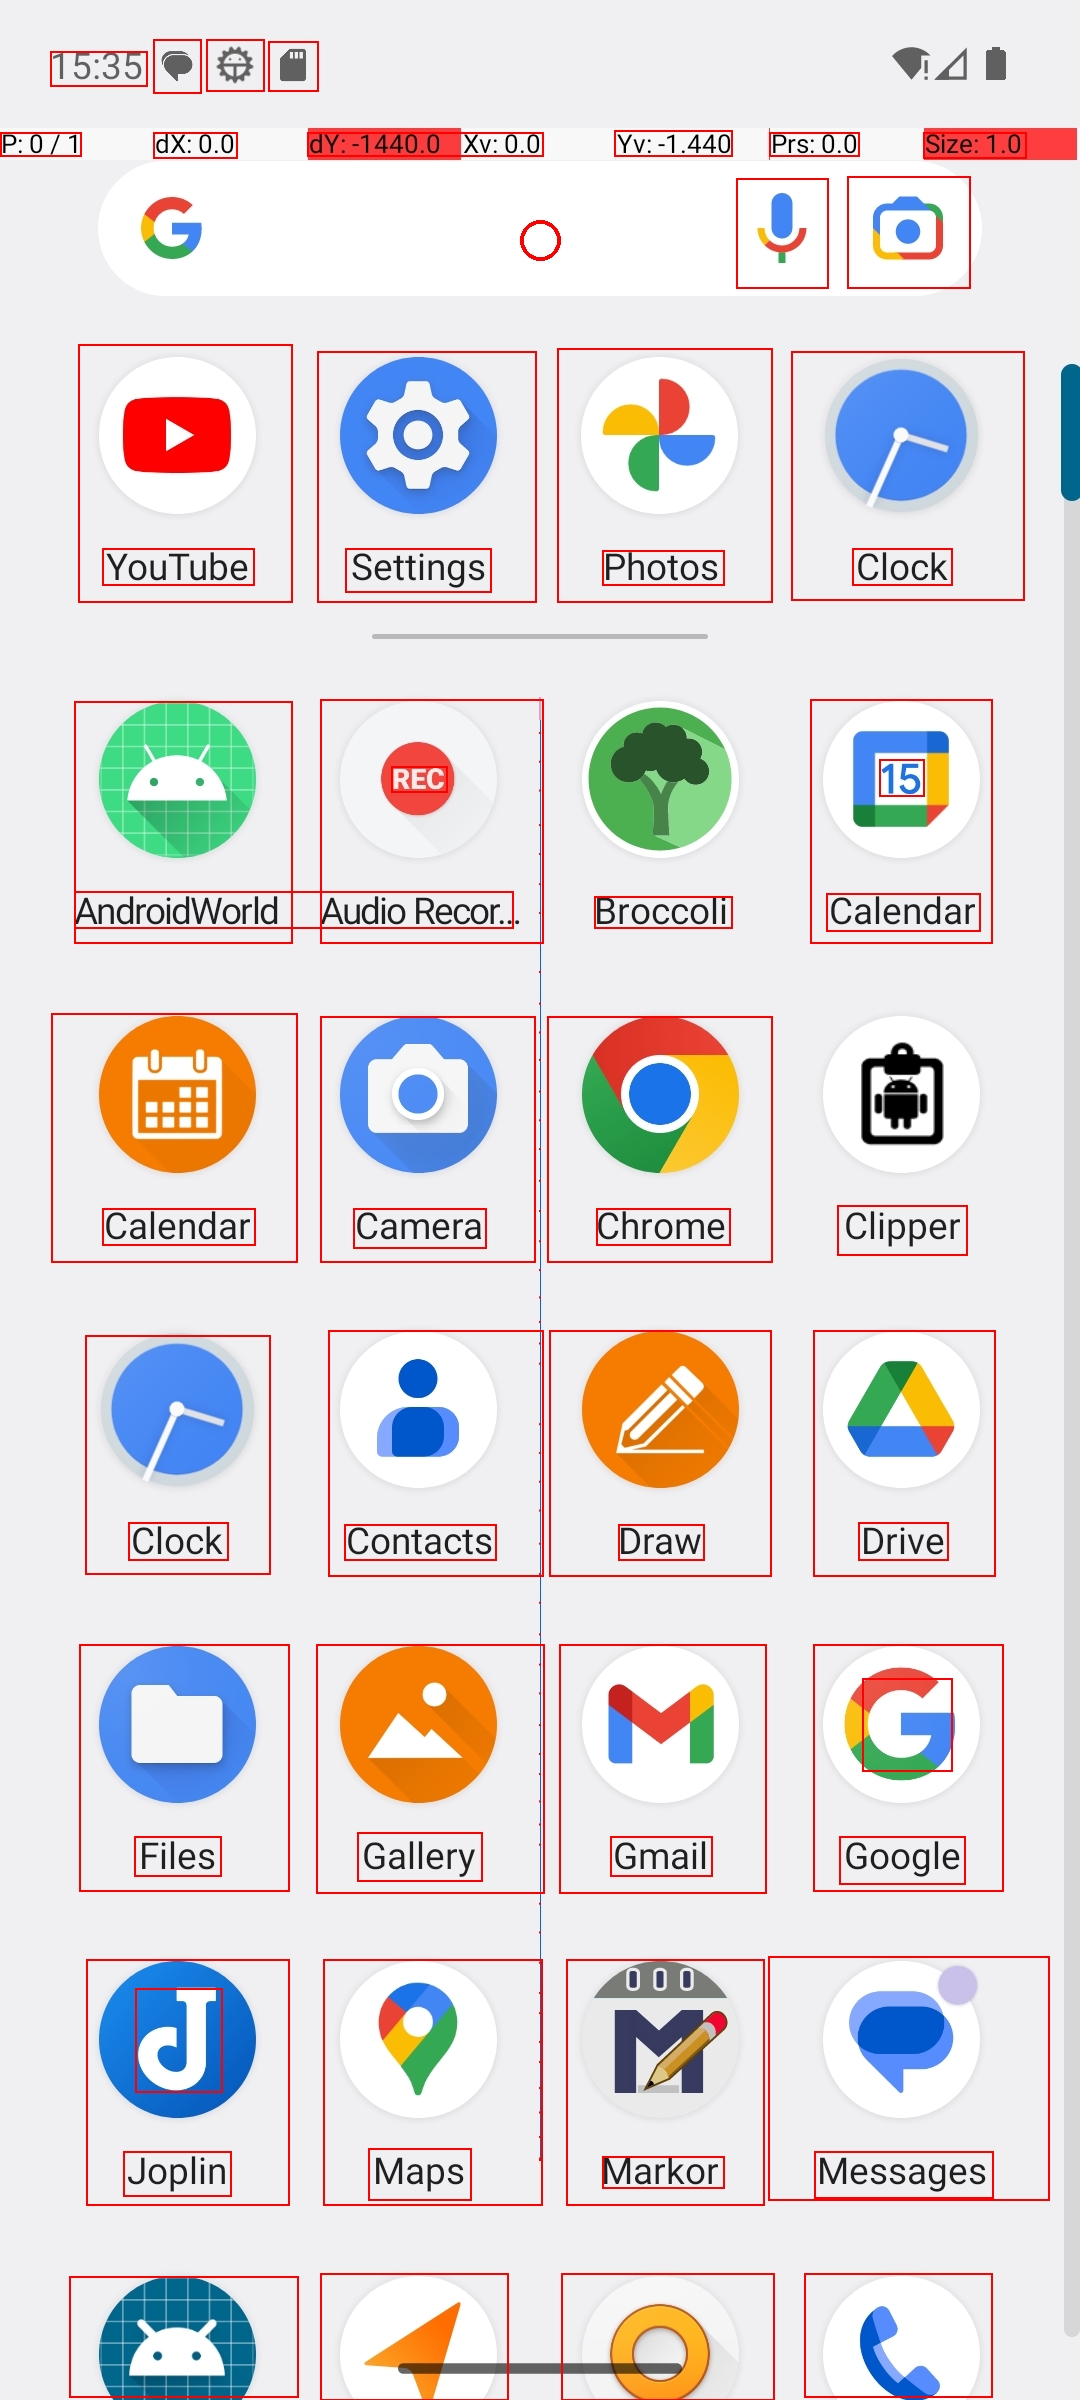 15:35
P: 0 / 1 dX: 0.0 dY: -1440.0 Xv: 0.0 Yv: -1.440 Prs: 0.0 Size: 1.0
YouTube Settings Photos Clock
REC 15
AndroidWorld Audio Recor... Broccoli Calendar
Calendar Camera Chrome Clipper
Clock Contacts Draw Drive
Files Gallery Gmail Google
Joplin Maps Markor Messages